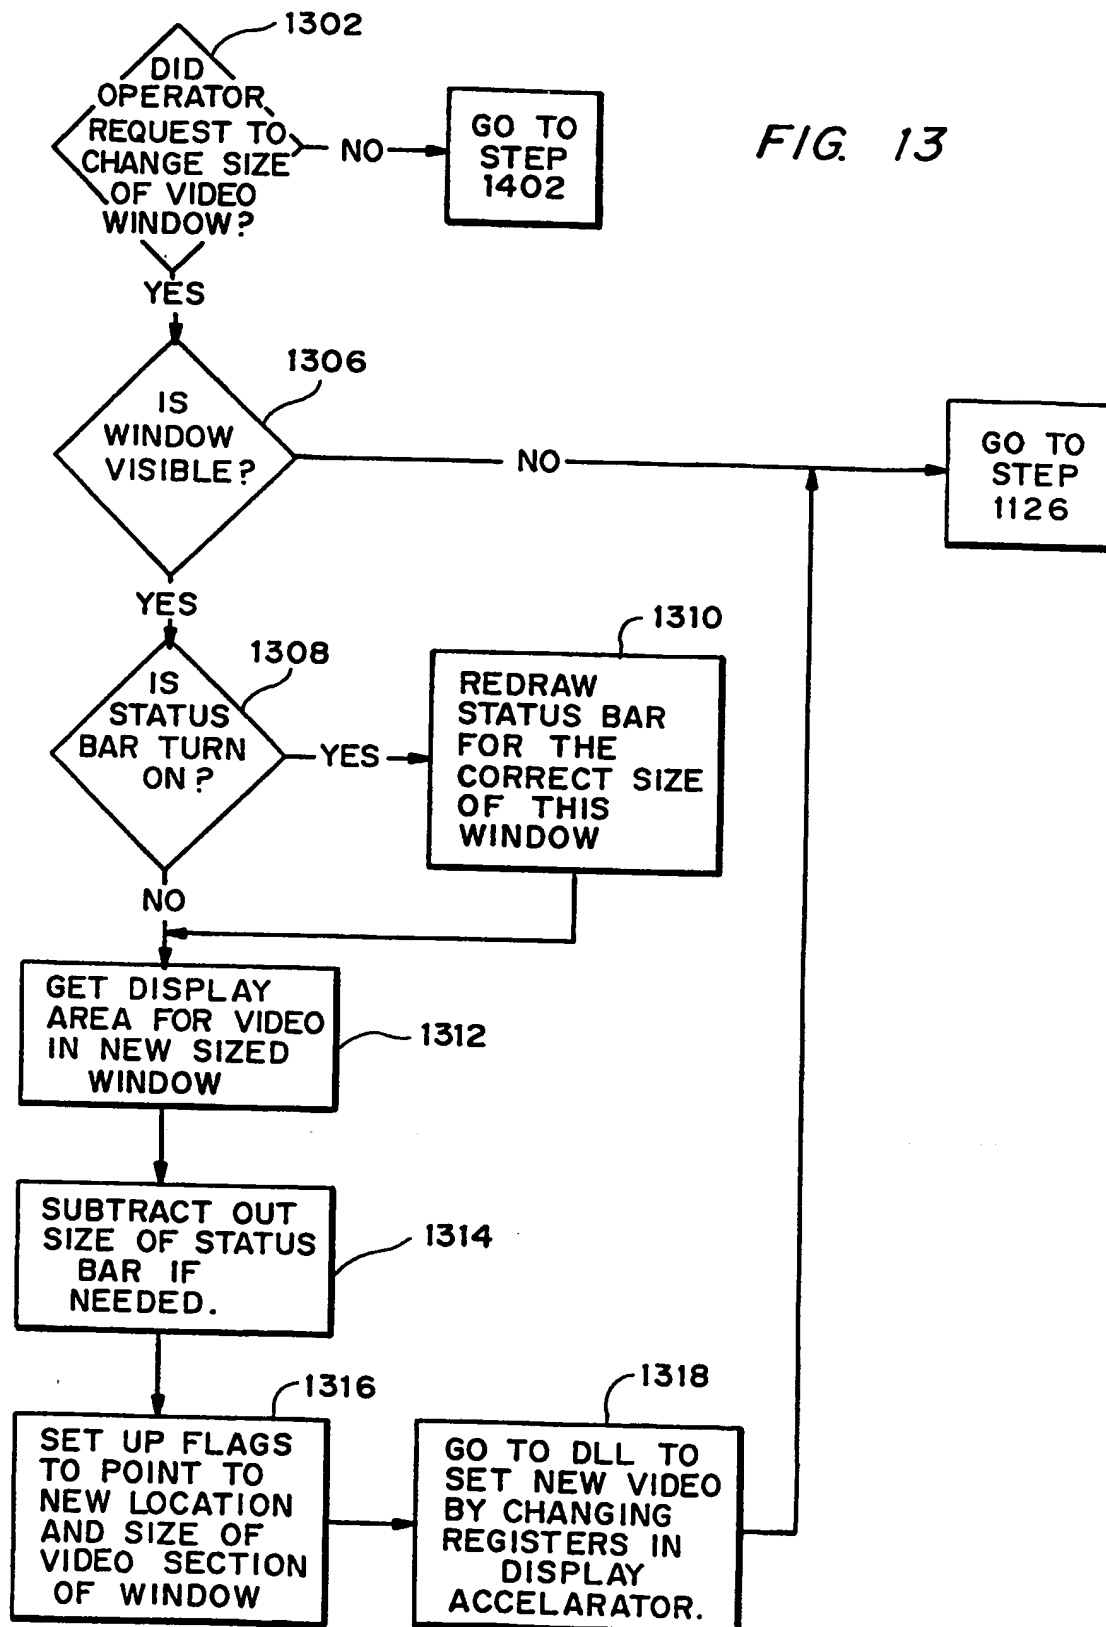 1302
DID
OPERATOR
REQUEST TO
CHANGE SIZE
OF VIDEO
WINDOW?
NO
GO TO
STEP
1402
FIG. 13
YES
1306
IS
WINDOW
VISIBLE?
NO
GO TO
STEP
1126
YES
1308
IS
STATUS
BAR TURN
ON?
YES
1310
REDRAW
STATUS BAR
FOR THE
CORRECT SIZE
OF THIS
WINDOW
NO
GET DISPLAY
AREA FOR VIDEO
IN NEW SIZED
WINDOW
1312
SUBTRACT OUT
SIZE OF STATUS
BAR IF
NEEDED.
1314
1316
SET UP FLAGS
TO POINT TO
NEW LOCATION
AND SIZE OF
VIDEO SECTION
OF WINDOW
1318
GO TO DLL TO
SET NEW VIDEO
BY CHANGING
REGISTERS IN
DISPLAY
ACCELARATOR.